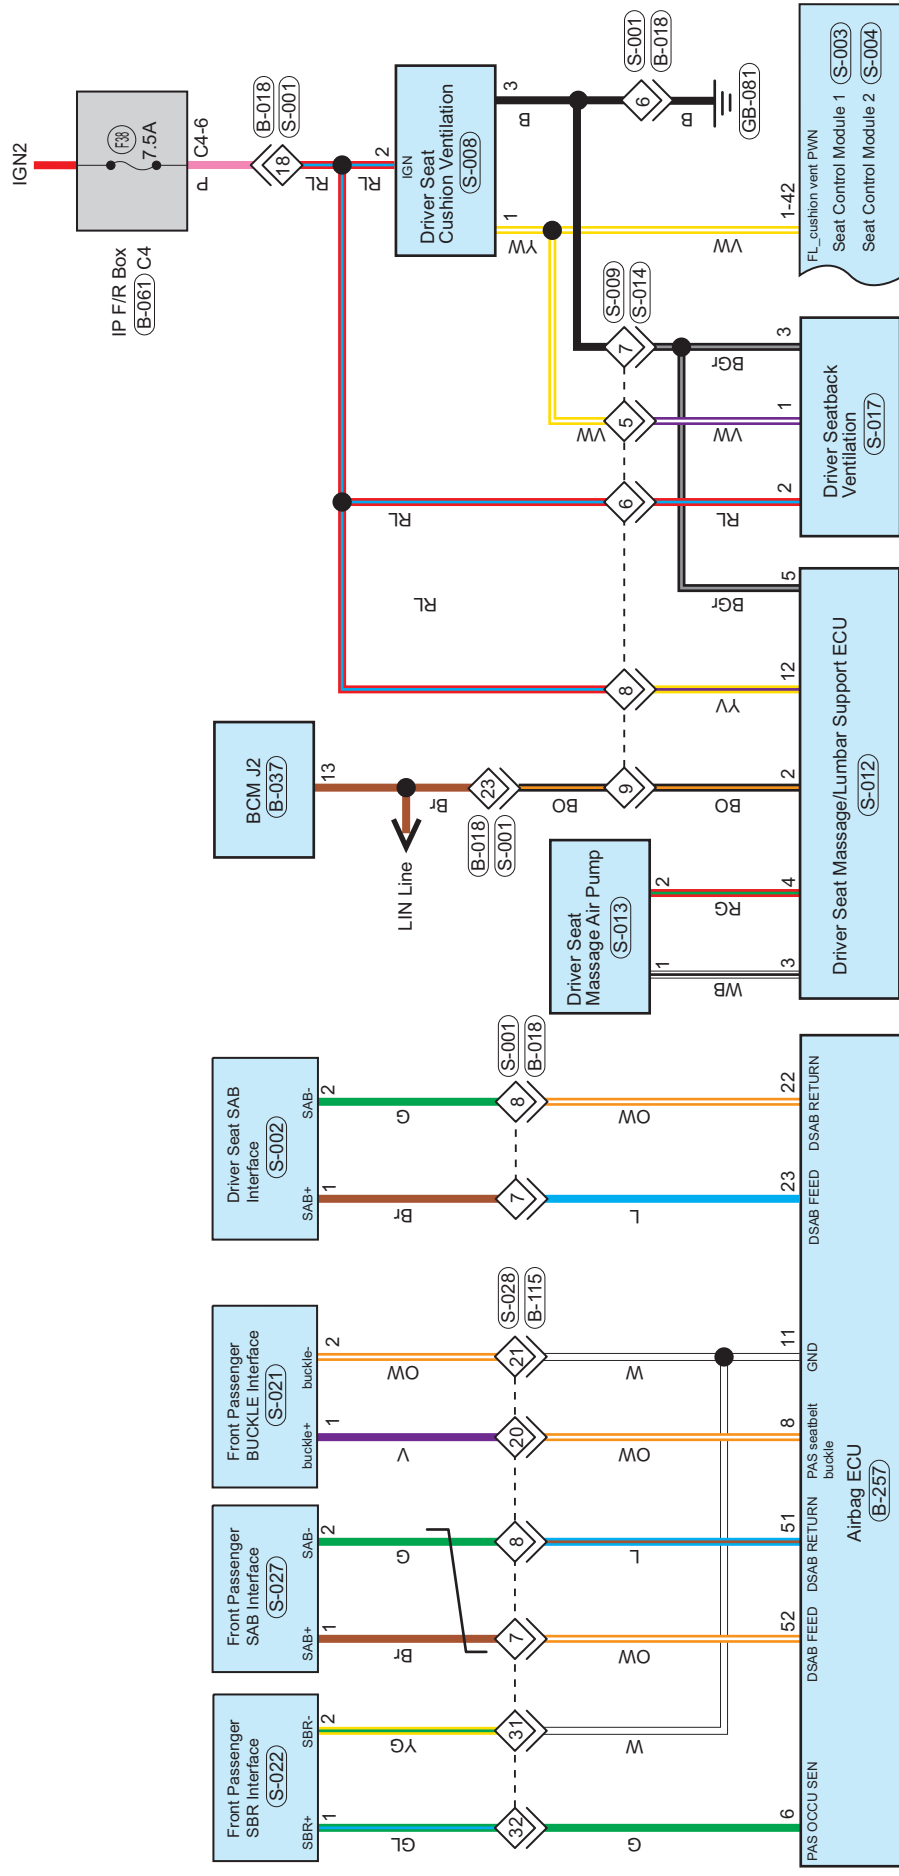 Front Passenger
SBR Interface
S-022
SBR+
SBR-
1
2
Front Passenger
SAB Interface
S-027
SAB+
SAB-
1
2
Front Passenger
BUCKLE Interface
S-021
buckle+
buckle-
1
2
Driver Seat SAB
Interface
S-002
SAB+
SAB-
1
2
BCM J2
B-037
13
IP F/R Box
B-061 C4
IGN2
F38
7.5A
C4-6
P
B-018
S-001
18
RL
RL
2
IGN
Driver Seat
Cushion Ventilation
S-008
1
3
YW
B
GL
YG
Br
G
V
OW
Br
G
LIN Line
Br
RL
RL
B-018
S-001
23
32
31
7
8
20
21
S-028
B-115
7
8
S-001
B-018
BO
VW
Driver Seat
Massage Air Pump
S-013
1
2
9
8
6
5
7
S-009
S-014
6
S-001
B-018
B
GB-081
G
W
OW
L
OW
W
L
OW
WB
RG
BO
YV
BGr
RL
VW
BGr
VW
6
52
51
8
11
23
22
3
4
2
12
5
2
1
3
1-42
PAS OCCU SEN
DSAB FEED
DSAB RETURN
PAS seatbelt
buckle
GND
DSAB FEED
DSAB RETURN
Airbag ECU
B-257
Driver Seat Massage/Lumbar Support ECU
S-012
Driver Seatback
Ventilation
S-017
FL_cushion vent PWN
Seat Control Module 1 S-003
Seat Control Module 2 S-004